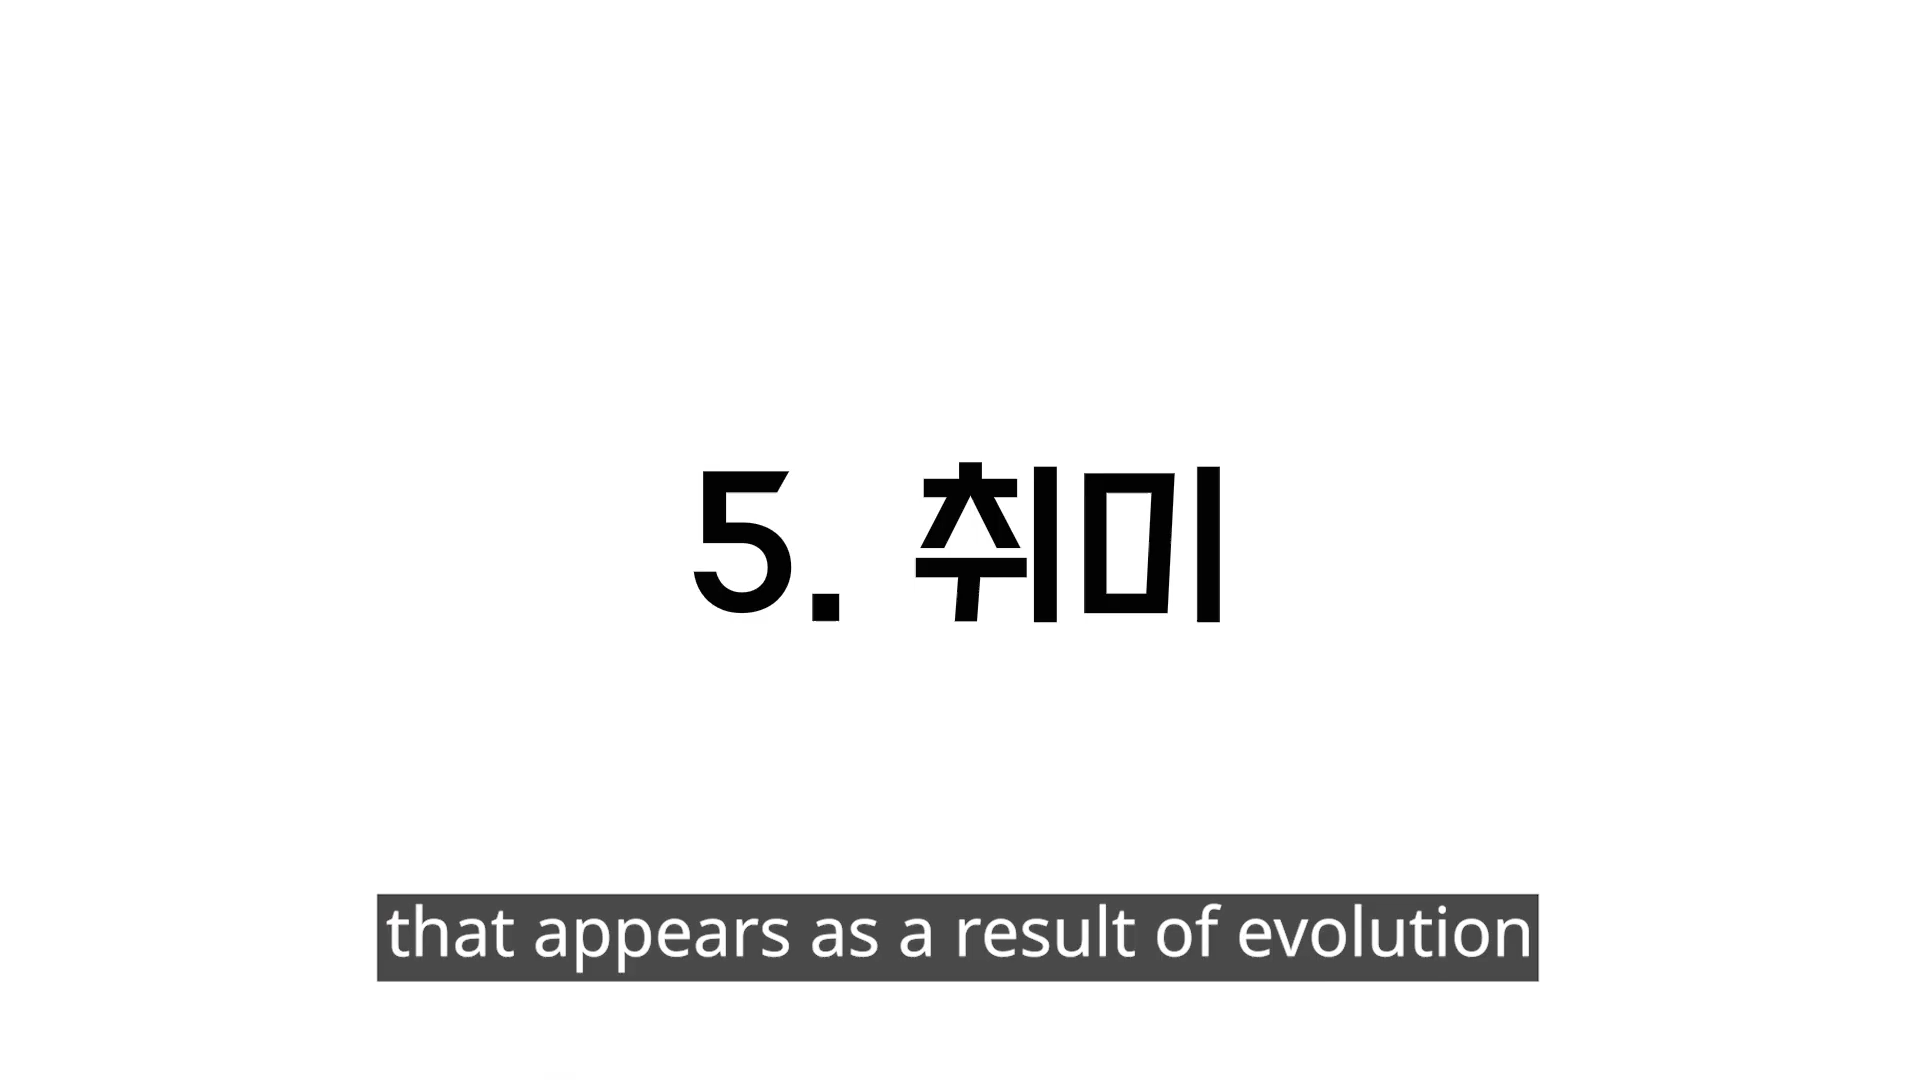 5. 취미
that appears as a result of evolution